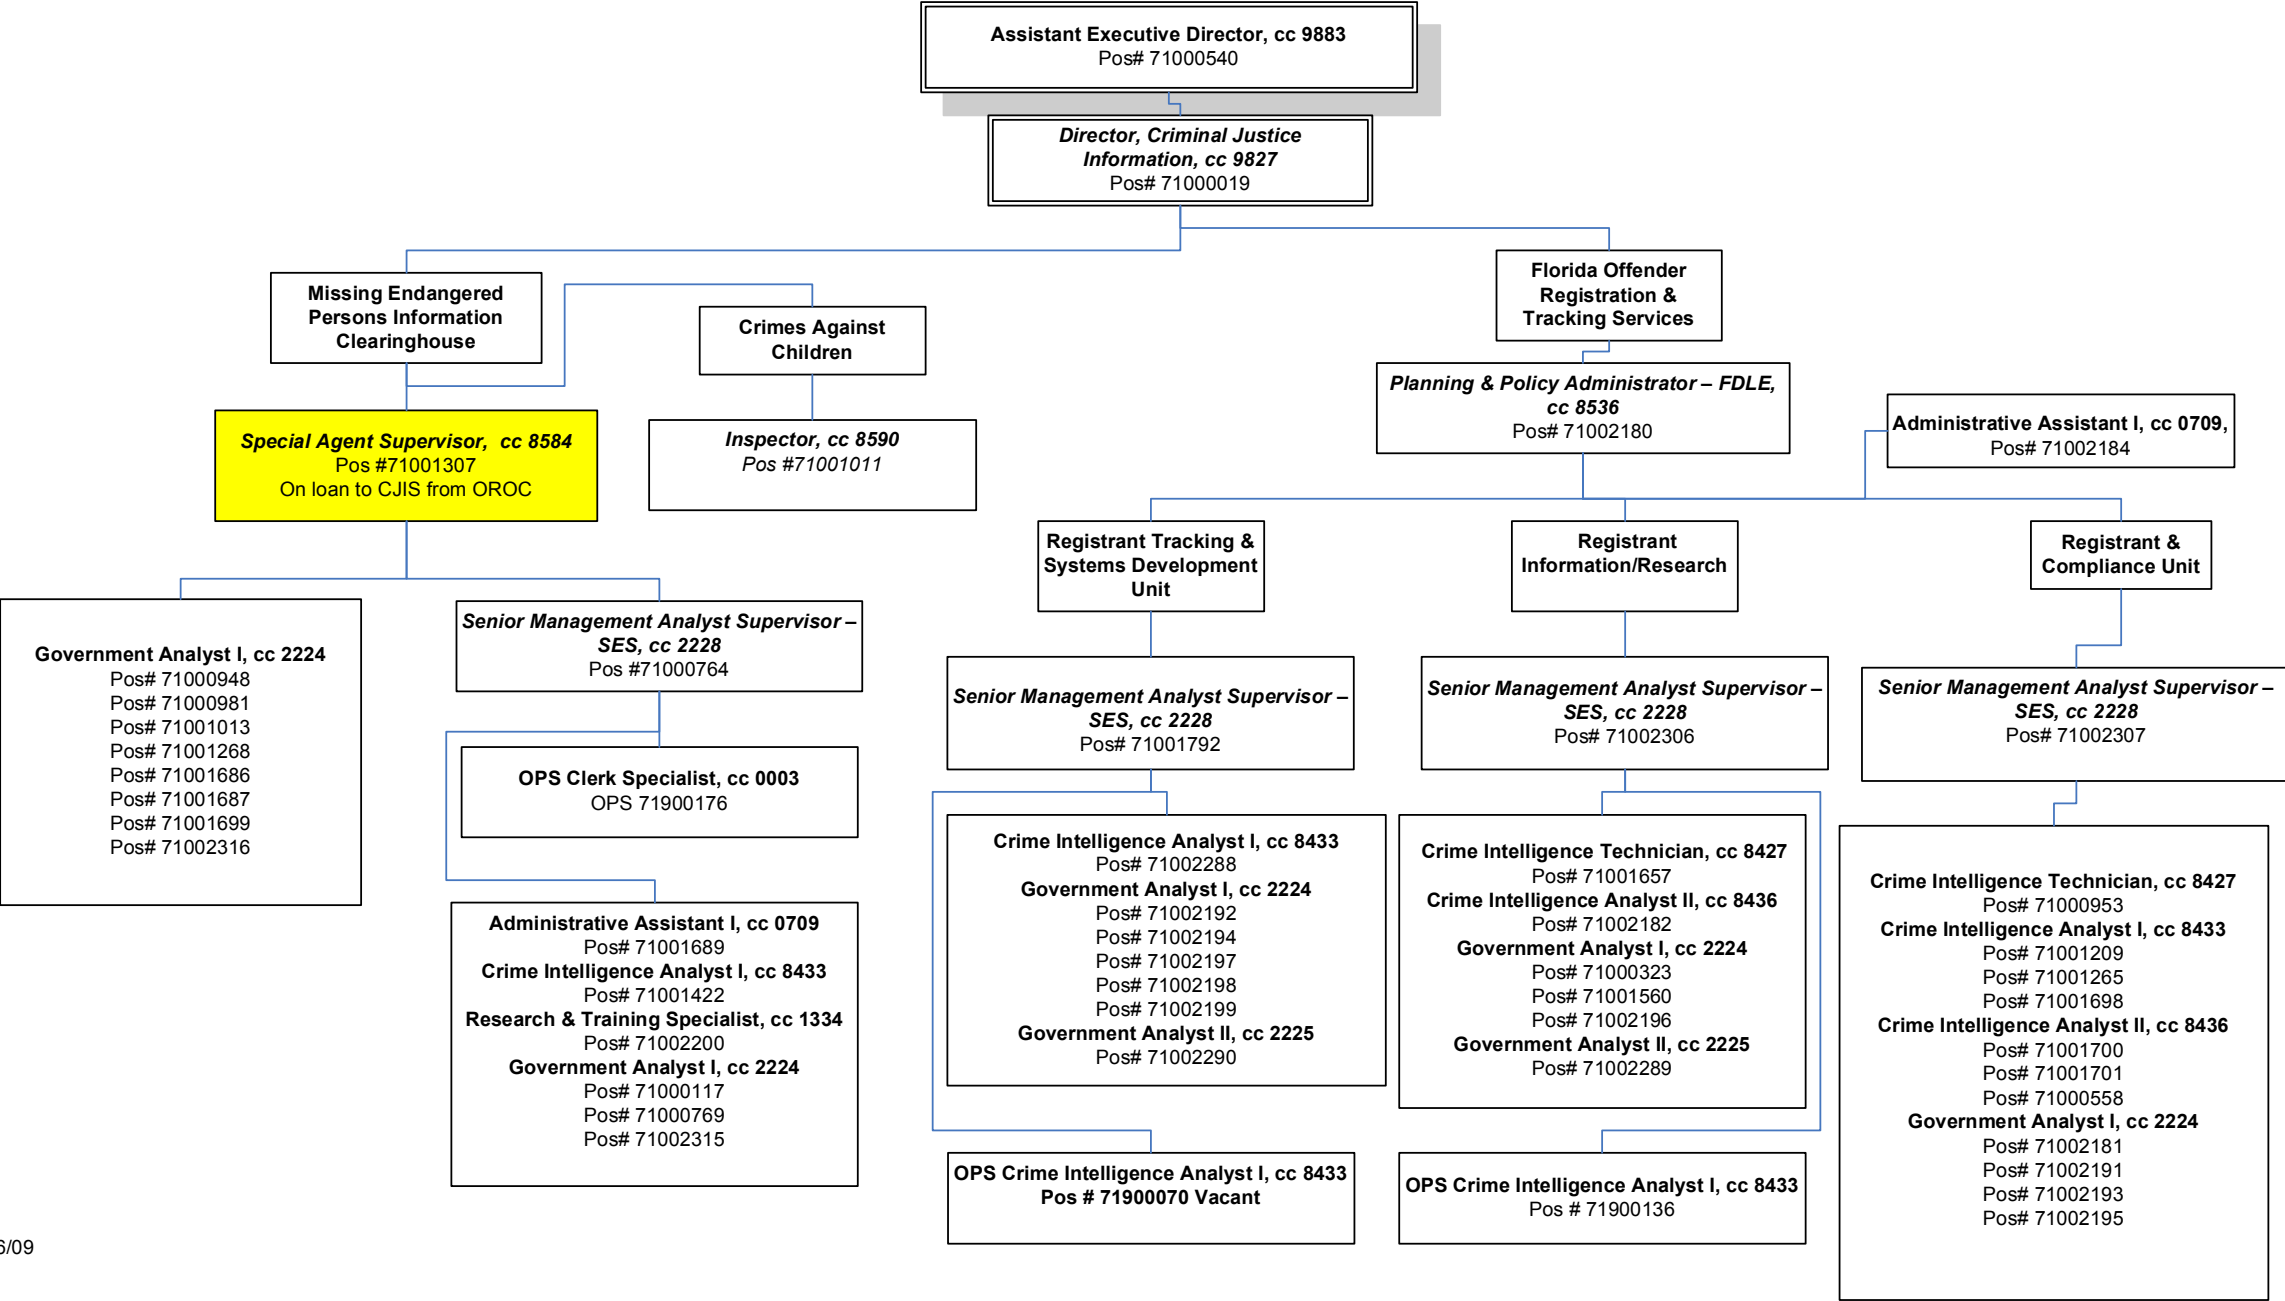 Assistant Executive Director, cc 9883
Pos# 71000540
Director, Criminal Justice
Information, cc 9827
Pos# 71000019
Missing Endangered
Persons Information
Clearinghouse
Crimes Against
Children
Florida Offender
Registration &
Tracking Services
Special Agent Supervisor,  cc 8584
Pos #71001307
On loan to CJIS from OROC
Inspector, cc 8590
Pos #71001011
Planning & Policy Administrator – FDLE,
cc 8536
Pos# 71002180
Administrative Assistant I, cc 0709,
Pos# 71002184
Registrant Tracking &
Systems Development
Unit
Registrant
Information/Research
Registrant &
Compliance Unit
Government Analyst I, cc 2224
Pos# 71000948
Pos# 71000981
Pos# 71001013
Pos# 71001268
Pos# 71001686
Pos# 71001687
Pos# 71001699
Pos# 71002316
Senior Management Analyst Supervisor –
SES, cc 2228
Pos #71000764
OPS Clerk Specialist, cc 0003
OPS 71900176
Administrative Assistant I, cc 0709
Pos# 71001689
Crime Intelligence Analyst I, cc 8433
Pos# 71001422
Research & Training Specialist, cc 1334
Pos# 71002200
Government Analyst I, cc 2224
Pos# 71000117
Pos# 71000769
Pos# 71002315
Senior Management Analyst Supervisor –
SES, cc 2228
Pos# 71001792
Crime Intelligence Analyst I, cc 8433
Pos# 71002288
Government Analyst I, cc 2224
Pos# 71002192
Pos# 71002194
Pos# 71002197
Pos# 71002198
Pos# 71002199
Government Analyst II, cc 2225
Pos# 71002290
OPS Crime Intelligence Analyst I, cc 8433
Pos # 71900070 Vacant
Senior Management Analyst Supervisor –
SES, cc 2228
Pos# 71002306
Crime Intelligence Technician, cc 8427
Pos# 71001657
Crime Intelligence Analyst II, cc 8436
Pos# 71002182
Government Analyst I, cc 2224
Pos# 71000323
Pos# 71001560
Pos# 71002196
Government Analyst II, cc 2225
Pos# 71002289
OPS Crime Intelligence Analyst I, cc 8433
Pos # 71900136
Senior Management Analyst Supervisor –
SES, cc 2228
Pos# 71002307
Crime Intelligence Technician, cc 8427
Pos# 71000953
Crime Intelligence Analyst I, cc 8433
Pos# 71001209
Pos# 71001265
Pos# 71001698
Crime Intelligence Analyst II, cc 8436
Pos# 71001700
Pos# 71001701
Pos# 71000558
Government Analyst I, cc 2224
Pos# 71002181
Pos# 71002191
Pos# 71002193
Pos# 71002195
6/09